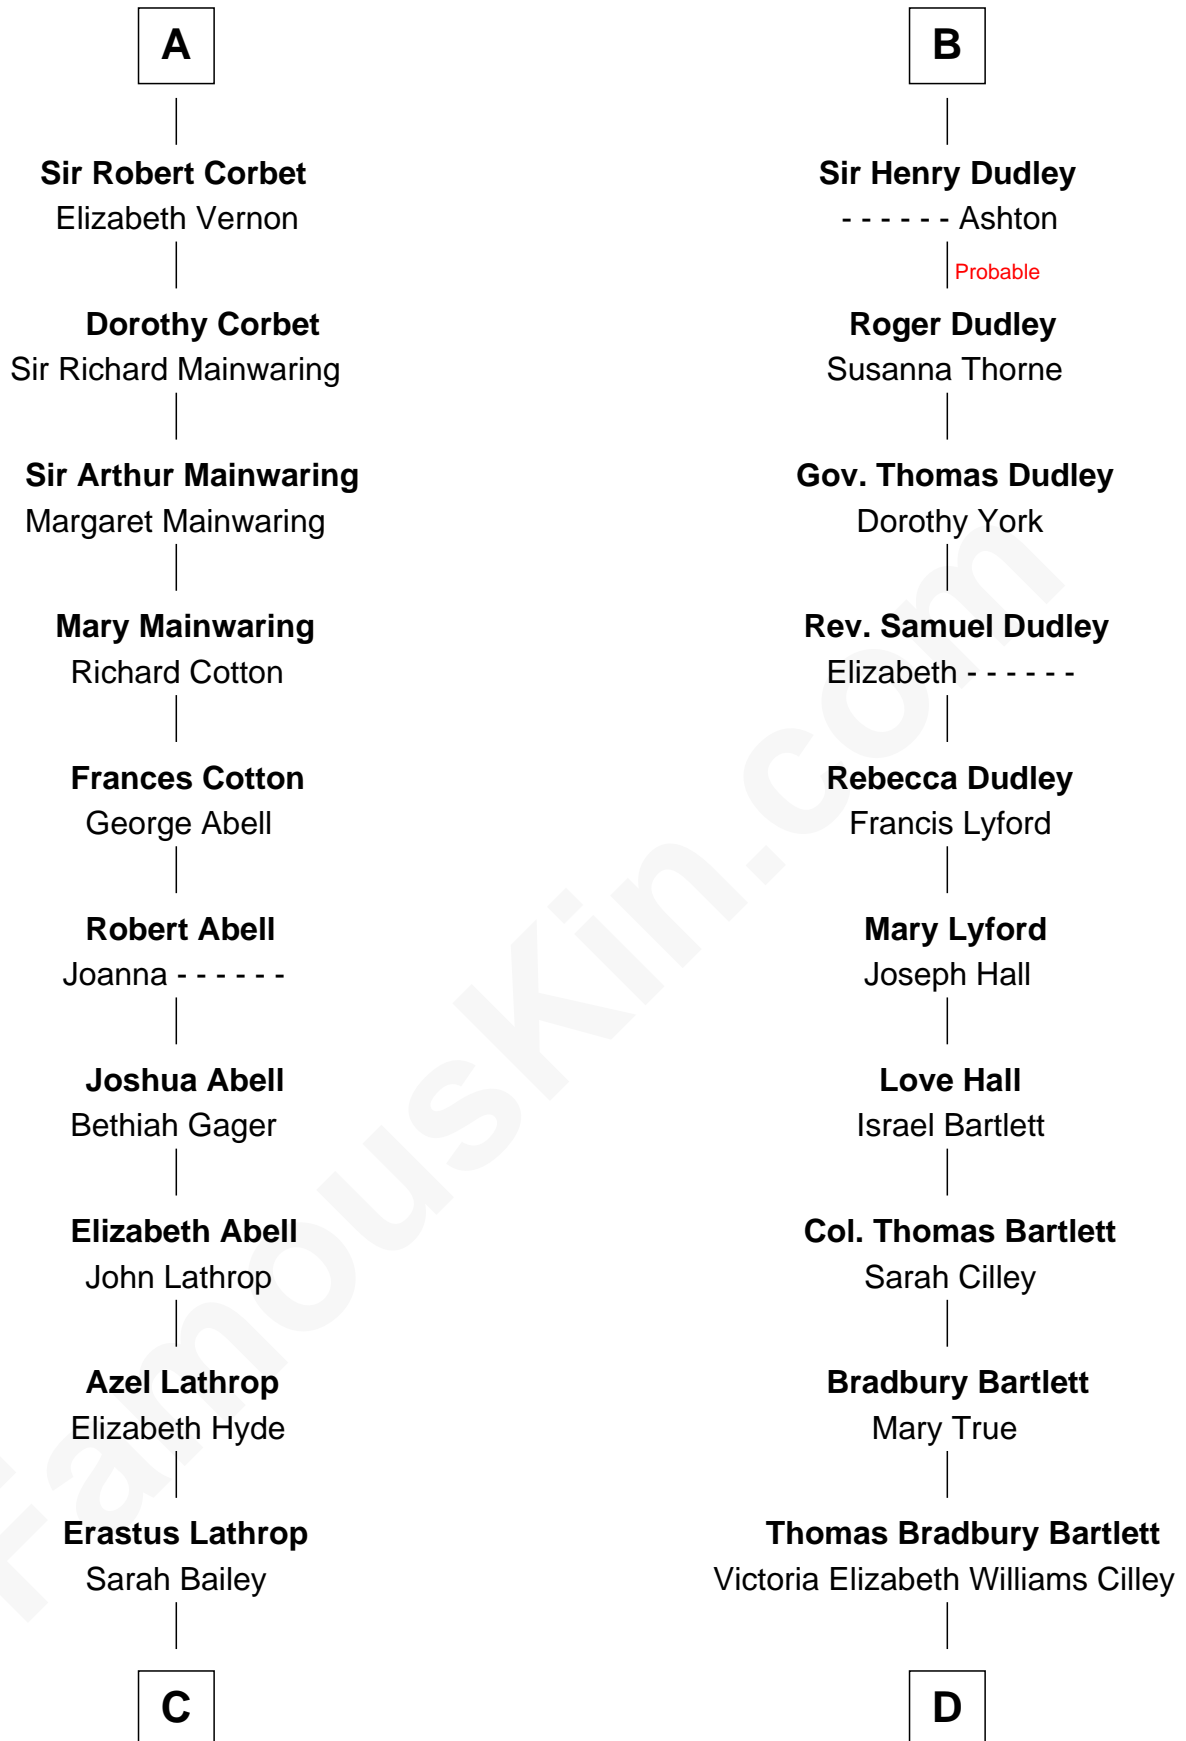 A
Sir Robert Corbet
Elizabeth Vernon
Dorothy Corbet
Sir Richard Mainwaring
Sir Arthur Mainwaring
Margaret Mainwaring
Mary Mainwaring
Richard Cotton
Frances Cotton
George Abell
Robert Abell
Joanna - - - - - -
Joshua Abell
Bethiah Gager
Elizabeth Abell
John Lathrop
Azel Lathrop
Elizabeth Hyde
Erastus Lathrop
Sarah Bailey
C
B
Sir Henry Dudley
- - - - - - Ashton
Probable
Roger Dudley
Susanna Thorne
Gov. Thomas Dudley
Dorothy York
Rev. Samuel Dudley
Elizabeth - - - - - -
Rebecca Dudley
Francis Lyford
Mary Lyford
Joseph Hall
Love Hall
Israel Bartlett
Col. Thomas Bartlett
Sarah Cilley
Bradbury Bartlett
Mary True
Thomas Bradbury Bartlett
Victoria Elizabeth Williams Cilley
D
FamousKin.com